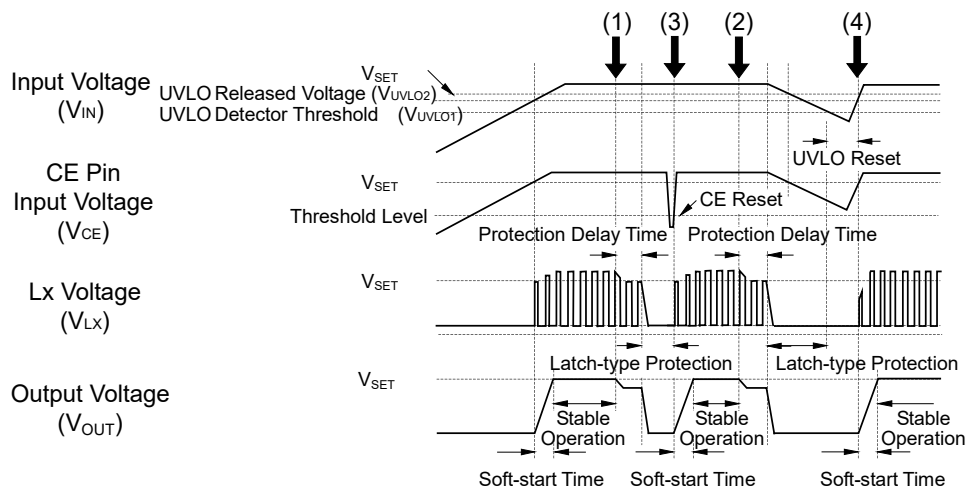 (1) (3) (2) (4)
Input Voltage
(VIN)
VSET
UVLO Released Voltage (VUVLO2)
UVLO Detector Threshold (VUVLO1)
UVLO Reset
CE Pin
Input Voltage
(VCE)
VSET
Threshold Level
CE Reset
Protection Delay Time Protection Delay Time
Lx Voltage
(VLX)
VSET
Latch-type Protection Latch-type Protection
Output Voltage
(VOUT)
VSET
Stable Operation
Stable Operation
Stable Operation
Soft-start Time Soft-start Time Soft-start Time